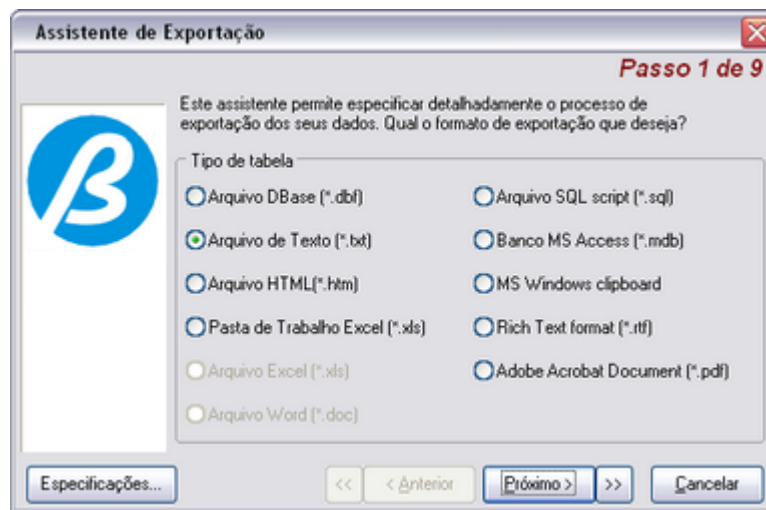 Assistente de Exportação
Passo 1 de 9
Este assistente permite especificar detalhadamente o processo de
exportação dos seus dados. Qual o formato de exportação que deseja?
Tipo de tabela
Arquivo DBase (*.dbf)
Arquivo SQL script (*.sql)
Arquivo de Texto (*.txt)
Banco MS Access (*.mdb)
Arquivo HTML(*.htm)
MS Windows clipboard
Pasta de Trabalho Excel (*.xls)
Rich Text format (*.rtf)
Arquivo Excel (*.xls)
Adobe Acrobat Document (*.pdf)
Arquivo Word (*.doc)
Especificações... << < Anterior Próximo > >> Cancelar